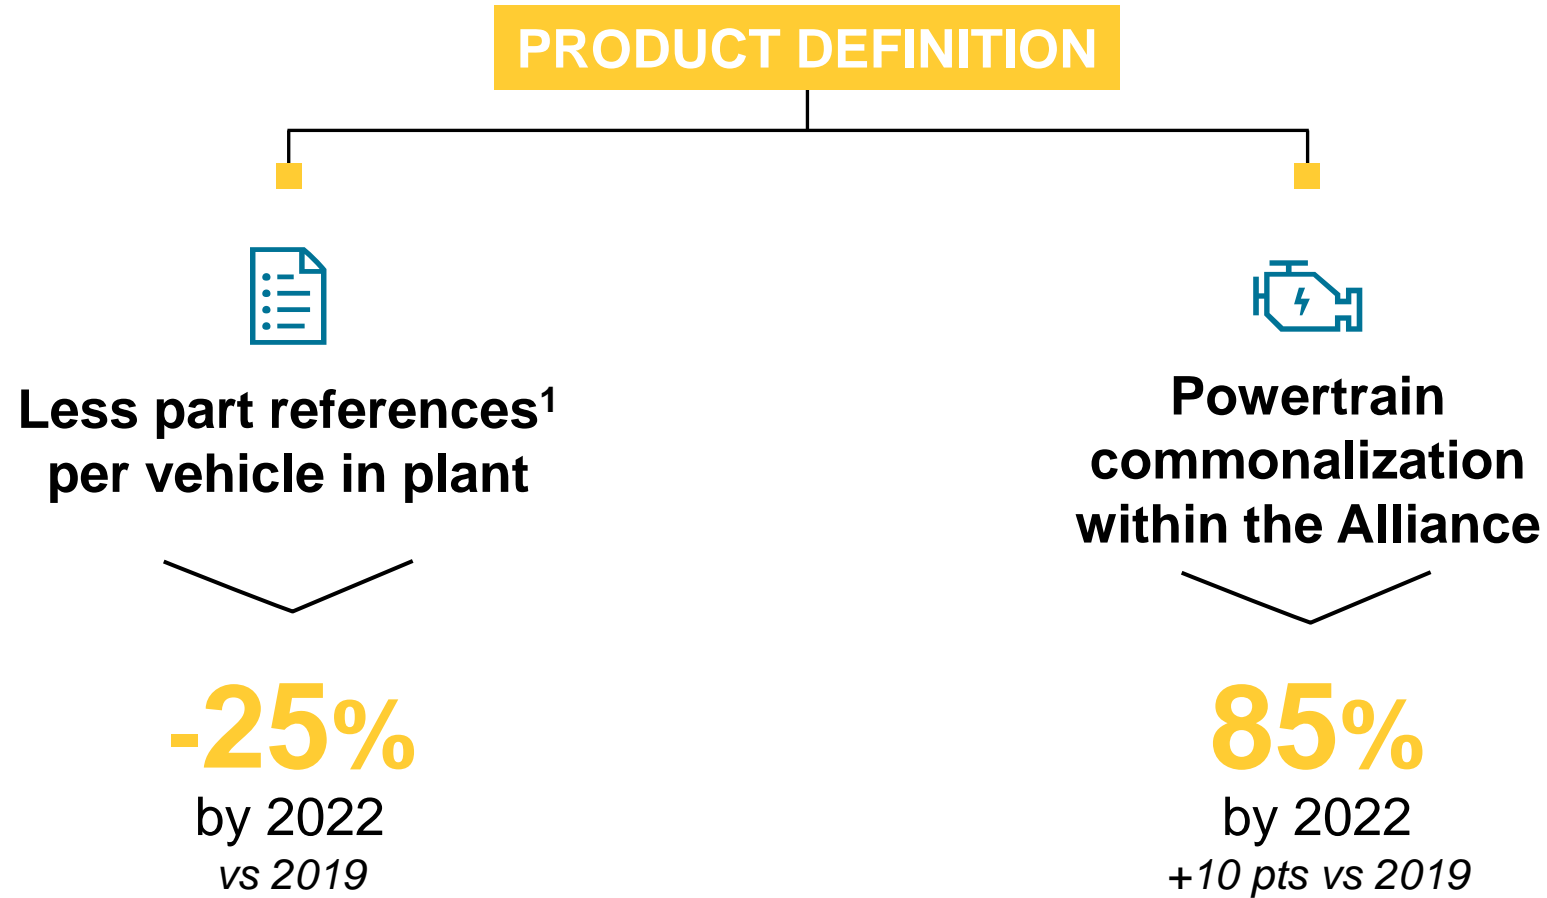 PRODUCT DEFINITION
Less part references¹
per vehicle in plant
-25%
by 2022
vs 2019
Powertrain
commonalization
within the Alliance
85%
by 2022
+10 pts vs 2019